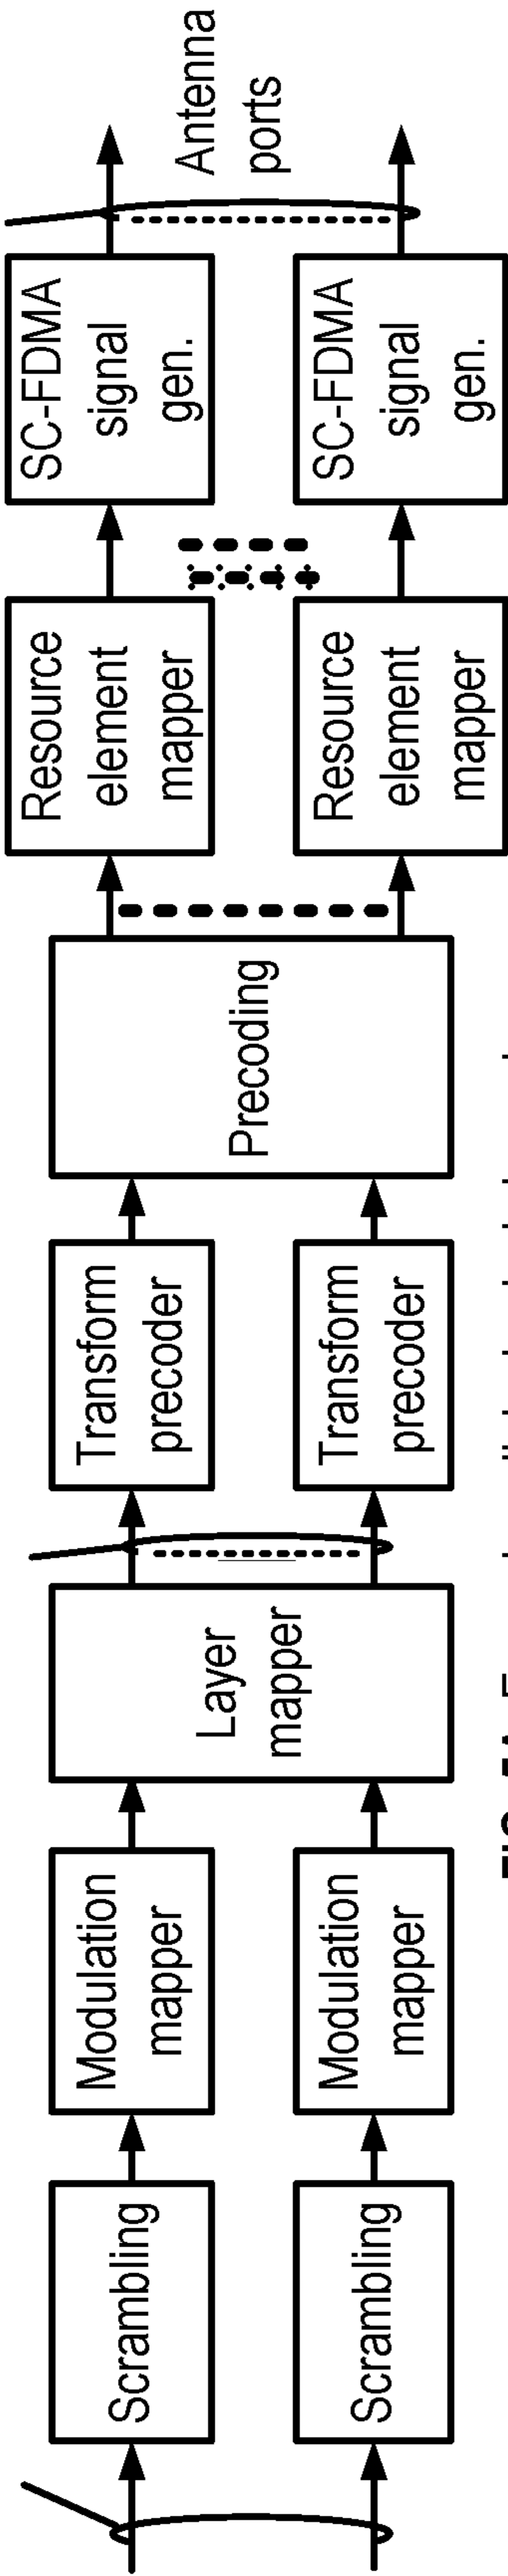 Scrambling
Modulation
mapper
Layer
mapper
Transform
precoder
Precoding
Resource
element
mapper
SC-FDMA
signal
gen.
Antenna
ports
Scrambling
Modulation
mapper
Transform
precoder
Resource
element
mapper
SC-FDMA
signal
gen.